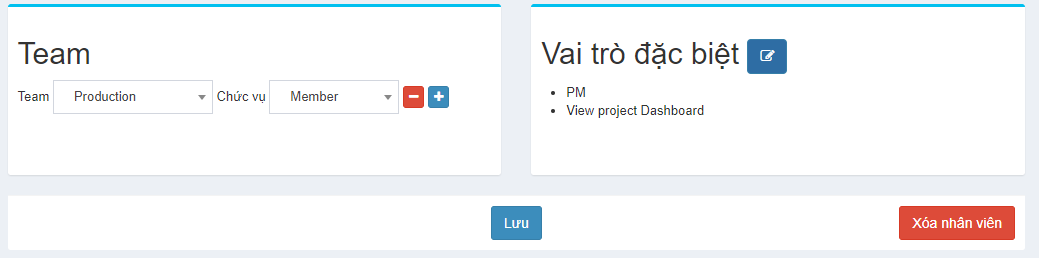 Team
Team Production Chức vụ Member
Vai trò đặc biệt
PM
View project Dashboard
Lưu
Xóa nhân viên